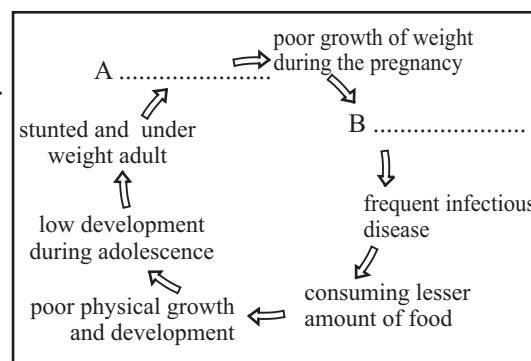 A ..........................
poor growth of weight
during the pregnancy
B ..........................
frequent infectious
disease
consuming lesser
amount of food
poor physical growth
and development
low development
during adolescence
stunted and under
weight adult